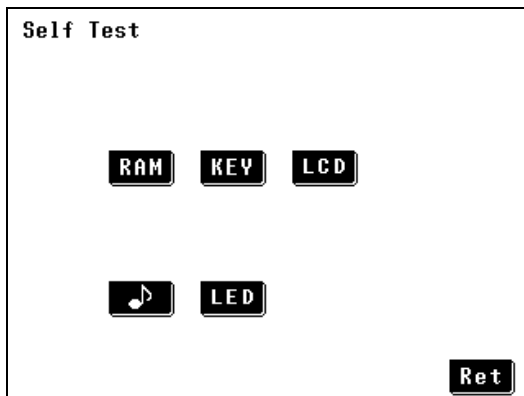 Self Test
RAM KEY LCD
♪ LED
Ret